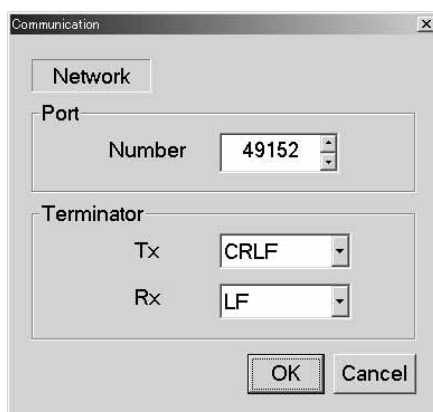 Communication
Network
Port
Number 49152
Terminator
Tx CRLF
Rx LF
OK Cancel